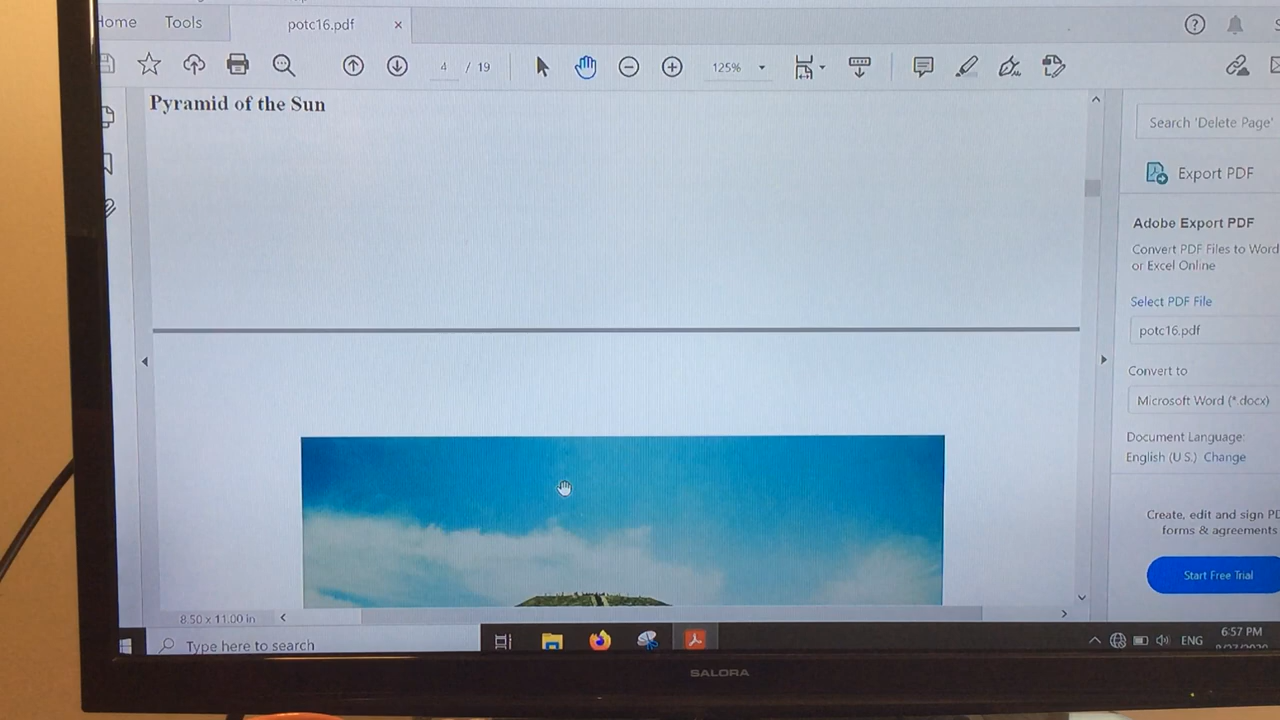 Home Tools potc16.pdf ×
4 / 19 125%
Pyramid of the Sun
Search 'Delete Page'
Export PDF
Adobe Export PDF
Convert PDF Files to Word
or Excel Online
Select PDF File
potc16.pdf
Convert to
Microsoft Word (*.docx)
Document Language:
English (U.S.) Change
Create, edit and sign PD
forms & agreements
Start Free Trial
8.50 x 11.00 in
Type here to search
ENG
6:57 PM
SALORA